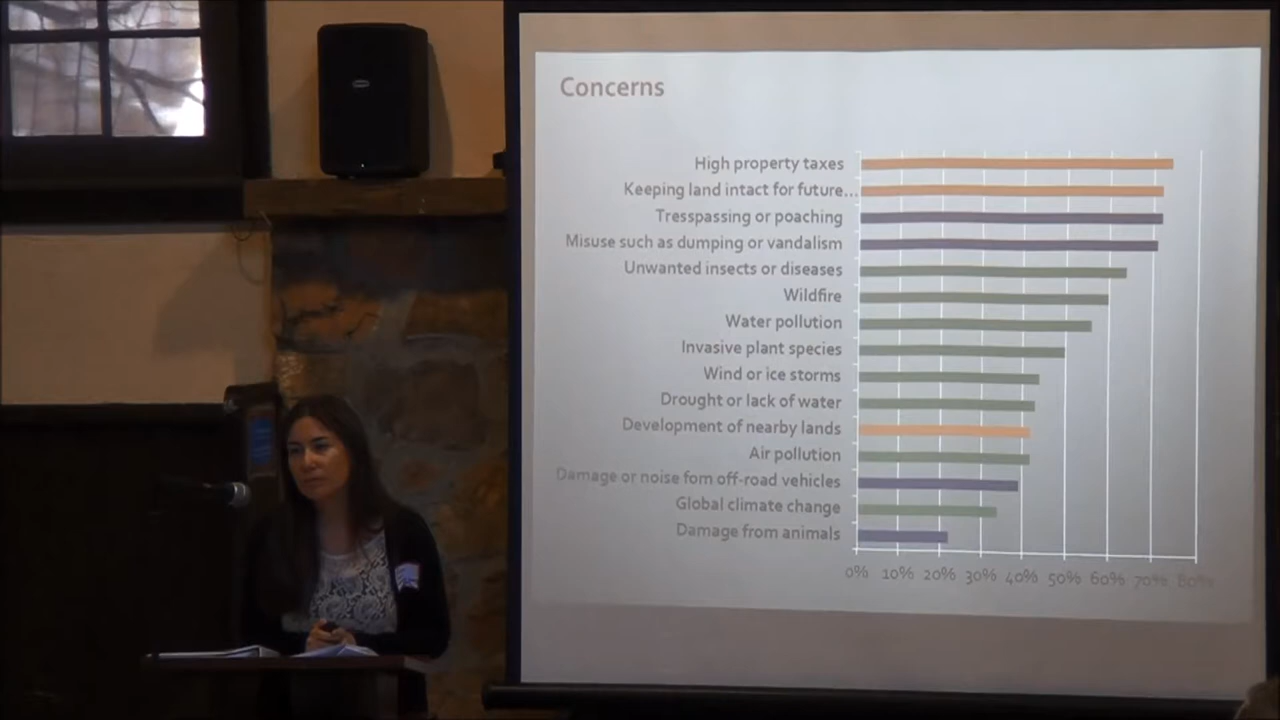 Concerns
High property taxes
Keeping land intact for future...
Tresspassing or poaching
Misuse such as dumping or vandalism
Unwanted insects or diseases
Wildfire
Water pollution
Invasive plant species
Wind or ice storms
Drought or lack of water
Development of nearby lands
Air pollution
Damage or noise fom off-road vehicles
Global climate change
Damage from animals
0% 10% 20% 30% 40% 50% 60% 70% 80%